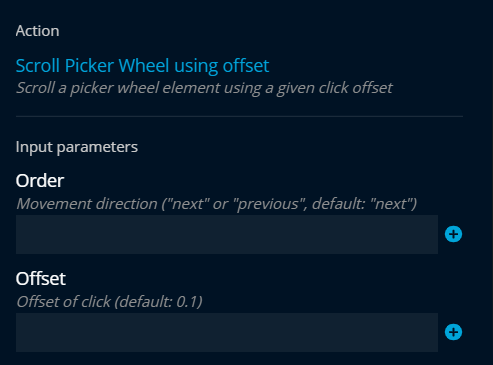 Action
Scroll Picker Wheel using offset
Scroll a picker wheel element using a given click offset
Input parameters
Order
Movement direction ("next" or "previous", default: "next")
Offset
Offset of click (default: 0.1)